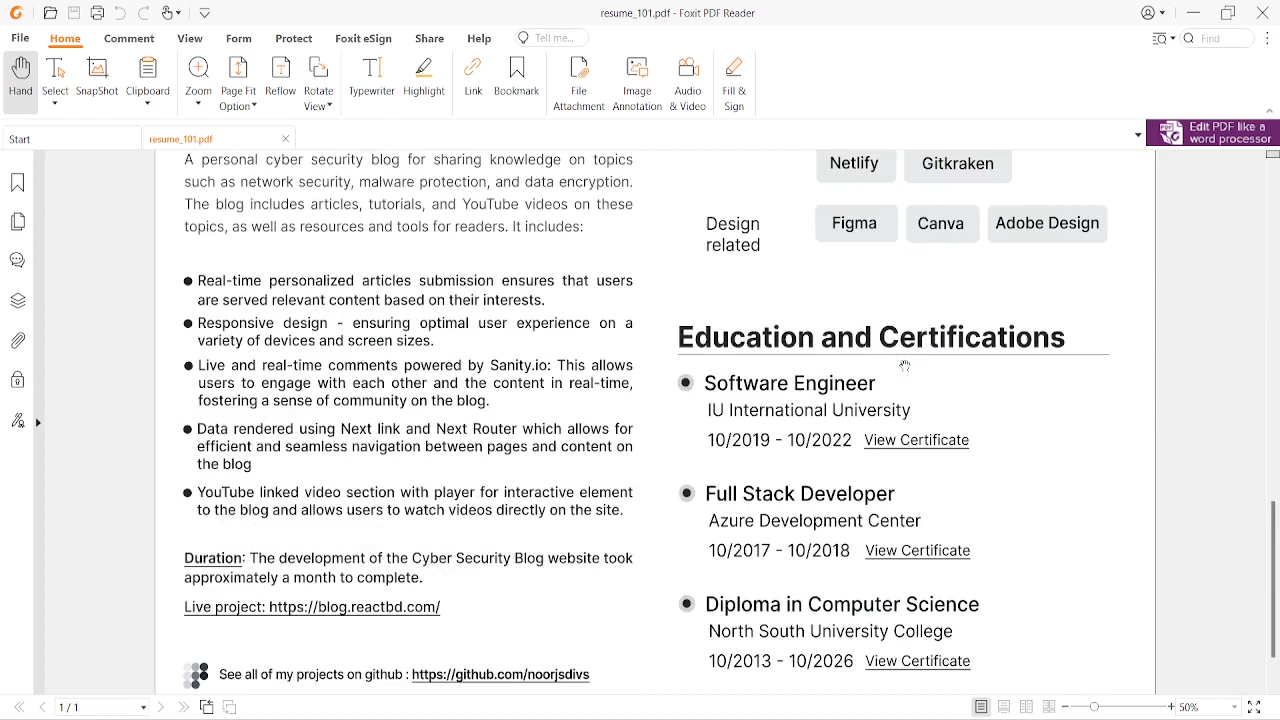 resume_101.pdf - Foxit PDF Reader
File Home Comment View Form Protect Foxit eSign Share Help Tell me... Find
Hand Select SnapShot Clipboard Zoom Page Fit Option Reflow Rotate View Typewriter Highlight Link Bookmark File Attachment Image Annotation Audio & Video Fill & Sign
Start resume_101.pdf
Edit PDF like a
word processor
A personal cyber security blog for sharing knowledge on topics
such as network security, malware protection, and data encryption.
The blog includes articles, tutorials, and YouTube videos on these
topics, as well as resources and tools for readers. It includes:
Real-time personalized articles submission ensures that users
are served relevant content based on their interests.
Responsive design - ensuring optimal user experience on a
variety of devices and screen sizes.
Live and real-time comments powered by Sanity.io: This allows
users to engage with each other and the content in real-time,
fostering a sense of community on the blog.
Data rendered using Next link and Next Router which allows for
efficient and seamless navigation between pages and content on
the blog
YouTube linked video section with player for interactive element
to the blog and allows users to watch videos directly on the site.
Duration: The development of the Cyber Security Blog website took
approximately a month to complete.
Live project: https://blog.reactbd.com/
See all of my projects on github : https://github.com/noorjsdivs
Netlify Gitkraken
Design
related
Figma Canva Adobe Design
Education and Certifications
Software Engineer
IU International University
10/2019 - 10/2022 View Certificate
Full Stack Developer
Azure Development Center
10/2017 - 10/2018 View Certificate
Diploma in Computer Science
North South University College
10/2013 - 10/2026 View Certificate
1 / 1
50%